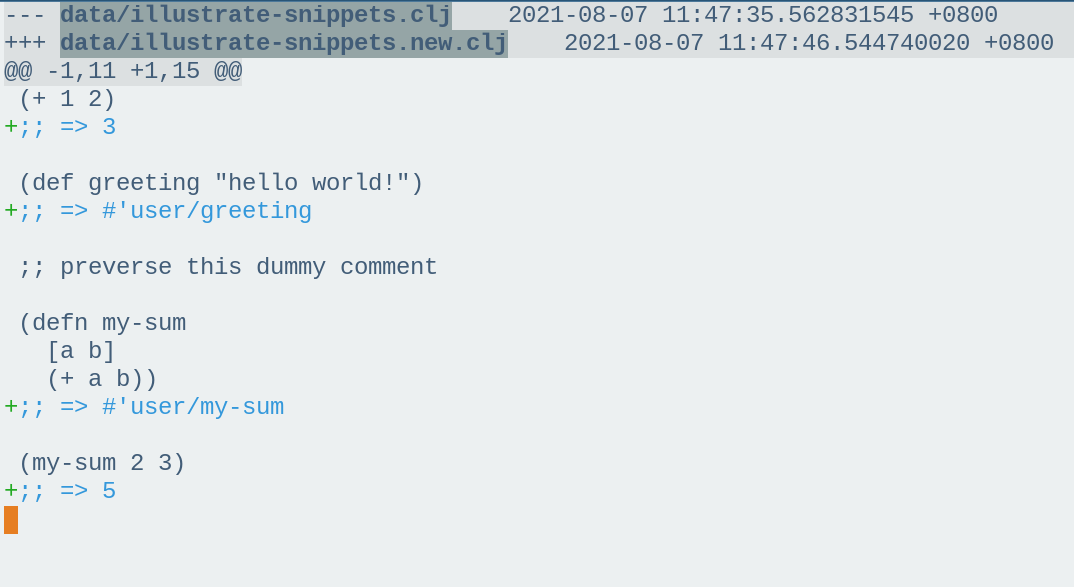 --- data/illustrate-snippets.clj    2021-08-07 11:47:35.562831545 +0800
+++ data/illustrate-snippets.new.clj    2021-08-07 11:47:46.544740020 +0800
@@ -1,11 +1,15 @@
 (+ 1 2)
+;; => 3

 (def greeting "hello world!")
+;; => #'user/greeting

 ;; preverse this dummy comment

 (defn my-sum
   [a b]
   (+ a b))
+;; => #'user/my-sum

 (my-sum 2 3)
+;; => 5